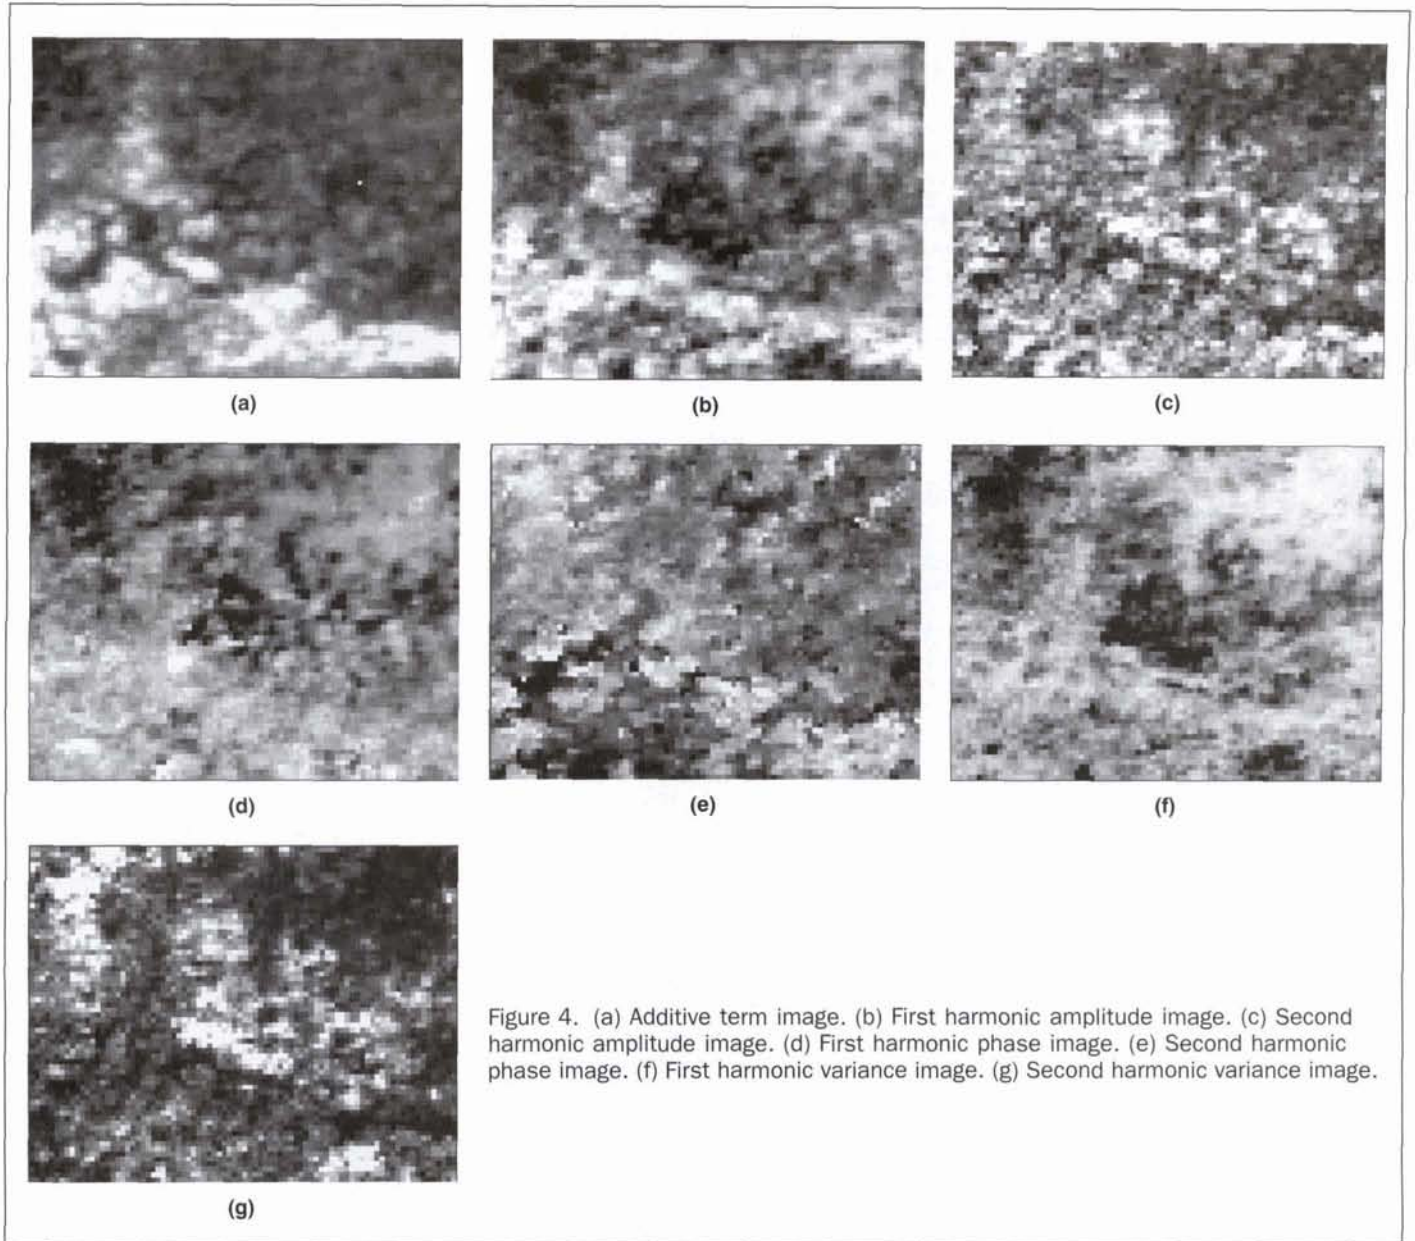 (a)
(b)
(c)
(d)
(e)
(f)
(g)
Figure 4. (a) Additive term image. (b) First harmonic amplitude image. (c) Second
harmonic amplitude image. (d) First harmonic phase image. (e) Second harmonic
phase image. (f) First harmonic variance image. (g) Second harmonic variance image.